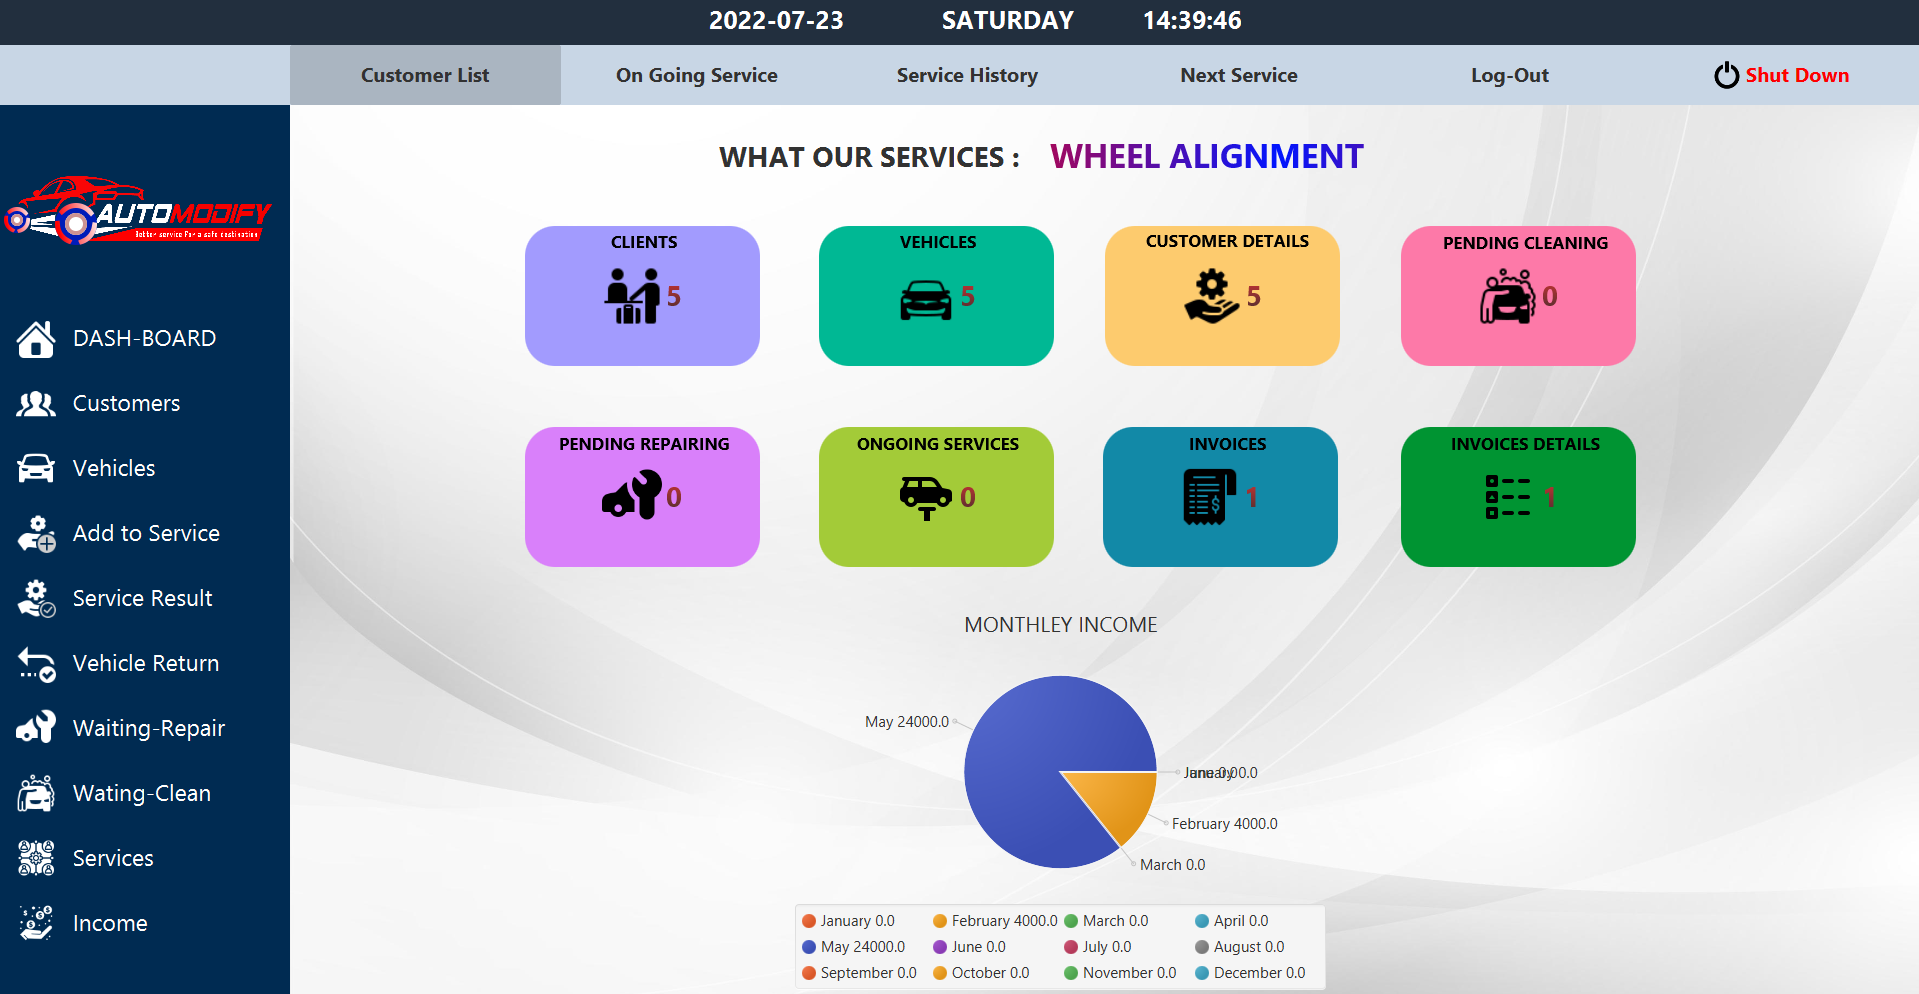 2022-07-23 SATURDAY 14:39:46
Customer List On Going Service Service History Next Service Log-Out Shut Down
AUTOMODIFY
Better service For a safe destination
DASH-BOARD
Customers
Vehicles
Add to Service
Service Result
Vehicle Return
Waiting-Repair
Wating-Clean
Services
Income
WHAT OUR SERVICES : WHEEL ALIGNMENT
CLIENTS
5
VEHICLES
5
CUSTOMER DETAILS
5
PENDING CLEANING
0
PENDING REPAIRING
0
ONGOING SERVICES
0
INVOICES
1
INVOICES DETAILS
1
MONTHLEY INCOME
May 24000.0
February 4000.0
March 0.0
January 0.0 February 4000.0 March 0.0 April 0.0
May 24000.0 June 0.0 July 0.0 August 0.0
September 0.0 October 0.0 November 0.0 December 0.0